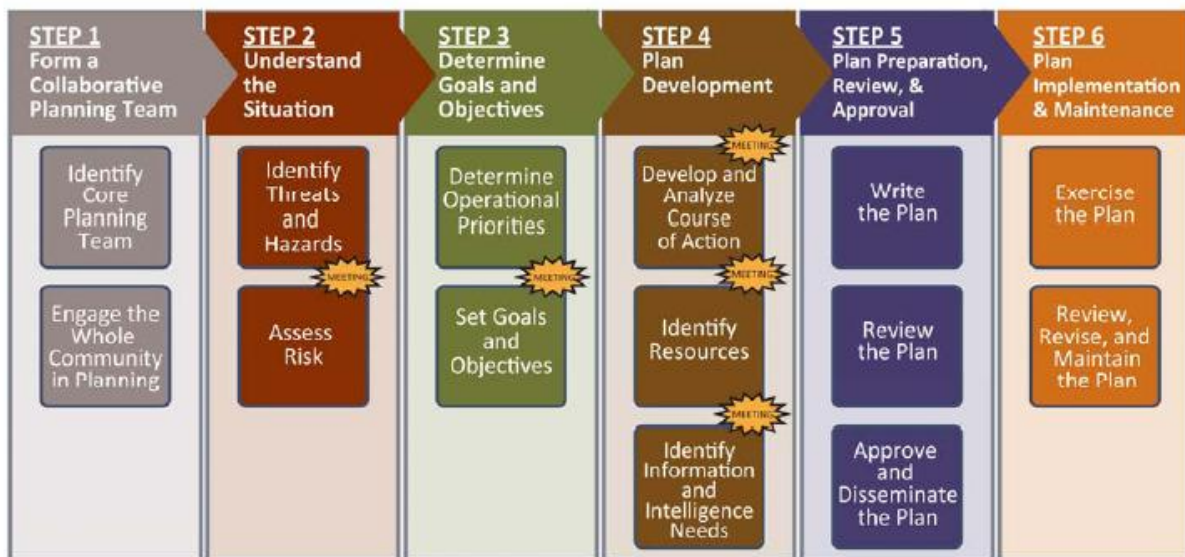 STEP 1
Form a
Collaborative
Planning Team
STEP 2
Understand
the
Situation
STEP 3
Determine
Goals and
Objectives
STEP 4
Plan
Development
STEP 5
Plan Preparation,
Review, &
Approval
STEP 6
Plan
Implementation
& Maintenance
Identify
Core
Planning
Team
Engage the
Whole
Community
in Planning
Identify
Threats
and
Hazards
MEETING
Assess
Risk
Determine
Operational
Priorities
MEETING
Set Goals
and
Objectives
MEETING
Develop and
Analyze
Course
of Action
MEETING
Identify
Resources
MEETING
Identify
Information
and
Intelligence
Needs
Write
the Plan
Review
the Plan
Approve
and
Disseminate
the Plan
Exercise
the Plan
Review,
Revise, and
Maintain
the Plan